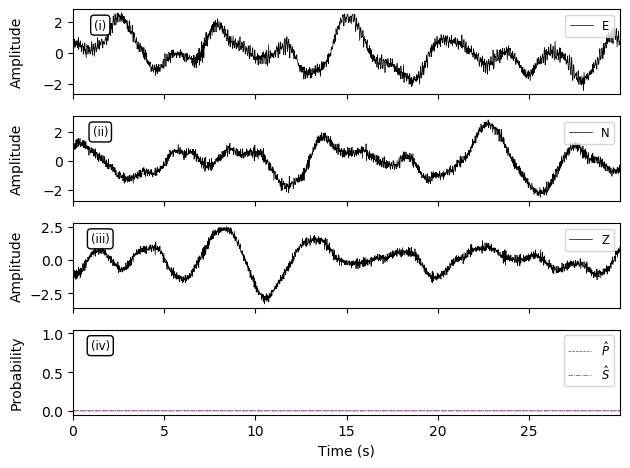 Amplitude
2
0
−2
(i)
E
Amplitude
2
0
−2
(ii)
N
Amplitude
2.5
0.0
−2.5
(iii)
Z
Probability
1.0
0.5
0.0
(iv)
P̂
Ŝ
0 5 10 15 20 25
Time (s)